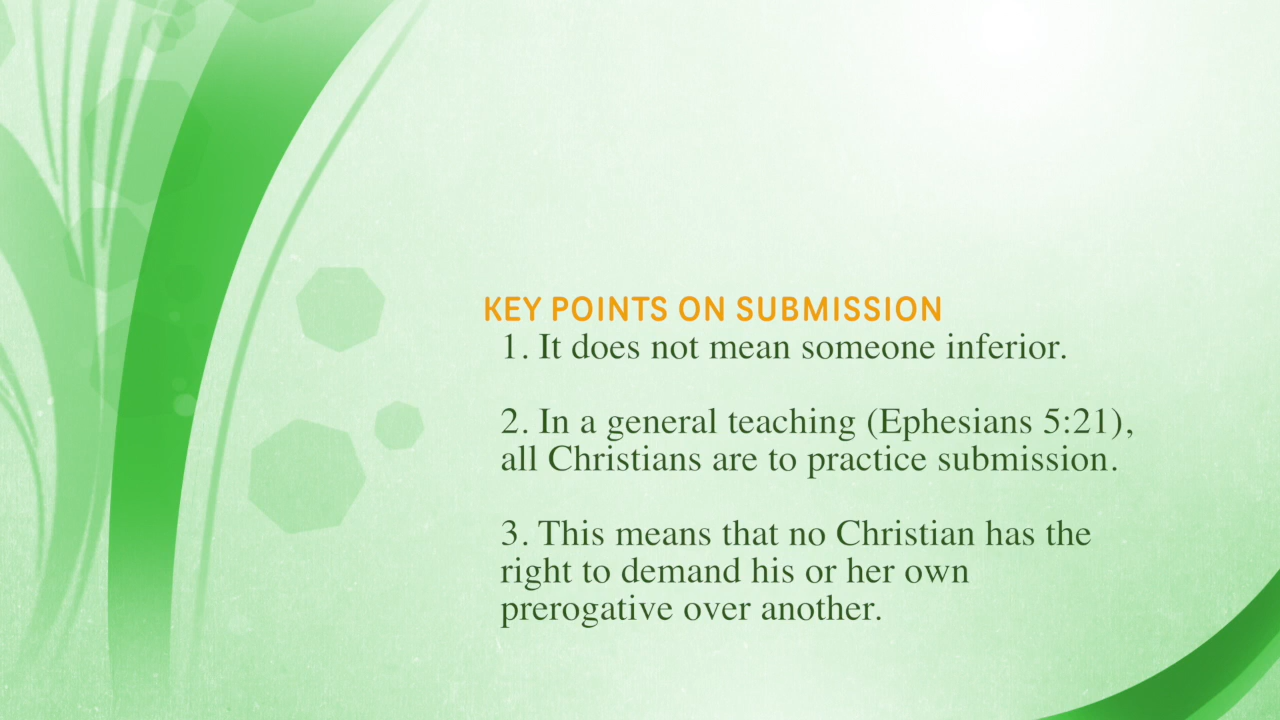 KEY POINTS ON SUBMISSION
1. It does not mean someone inferior.
2. In a general teaching (Ephesians 5:21),
all Christians are to practice submission.
3. This means that no Christian has the
right to demand his or her own
prerogative over another.